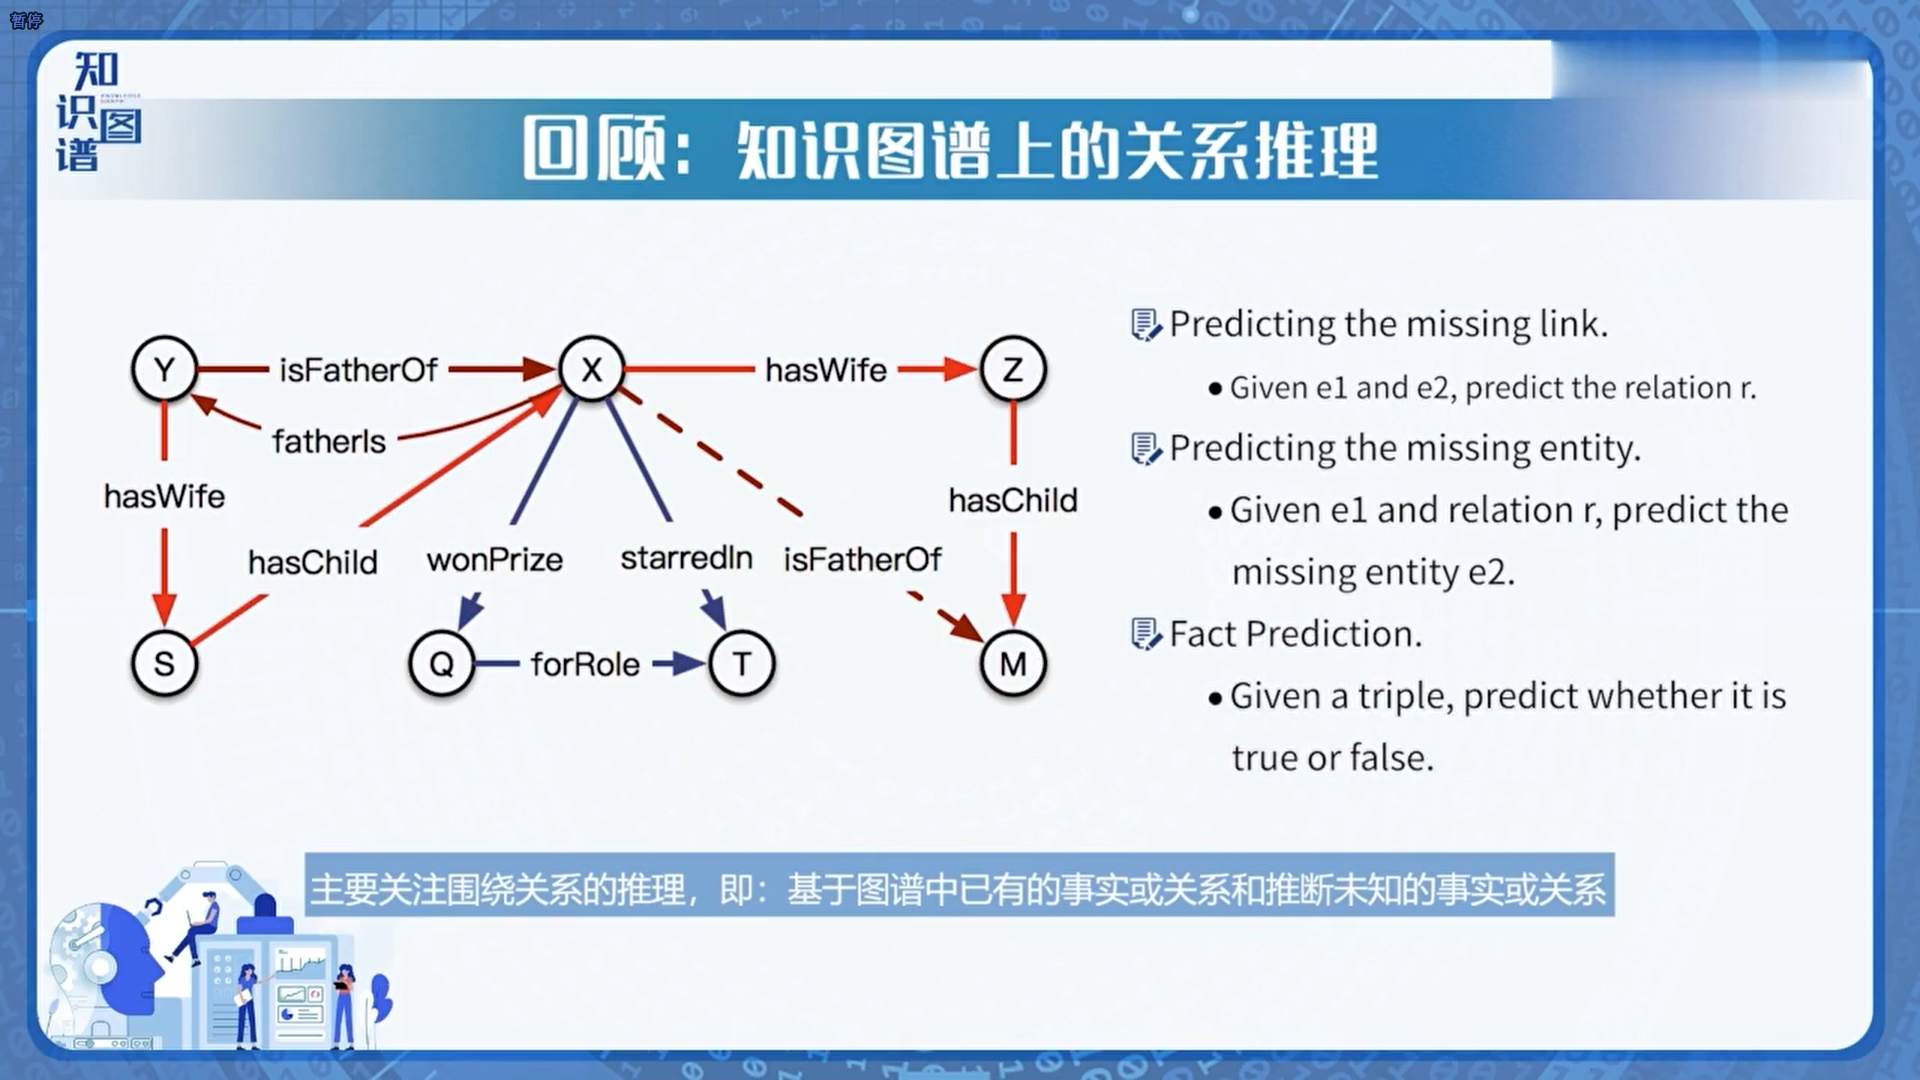 暂停
知
识图
谱
回顾：知识图谱上的关系推理
Y
isFatherOf
X
hasWife
Z
fatherIs
hasWife
hasChild
hasChild
wonPrize
starredIn
isFatherOf
S
Q
forRole
T
M
Predicting the missing link.
● Given e1 and e2, predict the relation r.
Predicting the missing entity.
● Given e1 and relation r, predict the
missing entity e2.
Fact Prediction.
● Given a triple, predict whether it is
true or false.
主要关注围绕关系的推理，即：基于图谱中已有的事实或关系和推断未知的事实或关系